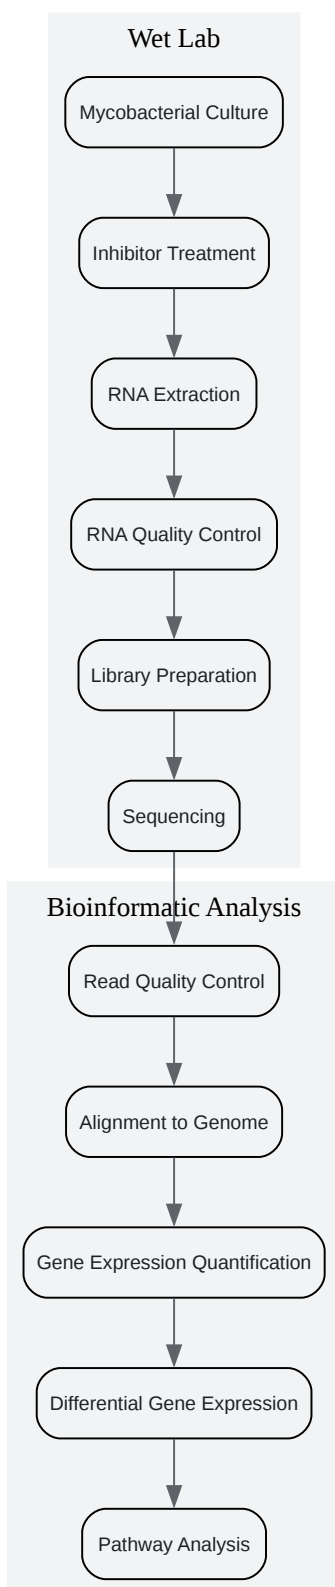 Wet Lab
Mycobacterial Culture
Inhibitor Treatment
RNA Extraction
RNA Quality Control
Library Preparation
Sequencing
Bioinformatic Analysis
Read Quality Control
Alignment to Genome
Gene Expression Quantification
Differential Gene Expression
Pathway Analysis